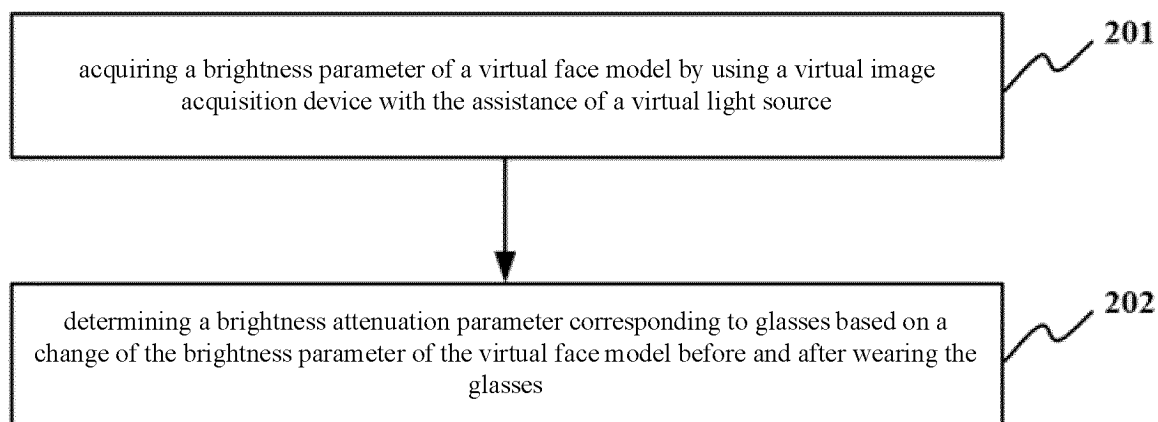 201
acquiring a brightness parameter of a virtual face model by using a virtual image
acquisition device with the assistance of a virtual light source
202
determining a brightness attenuation parameter corresponding to glasses based on a
change of the brightness parameter of the virtual face model before and after wearing the
glasses